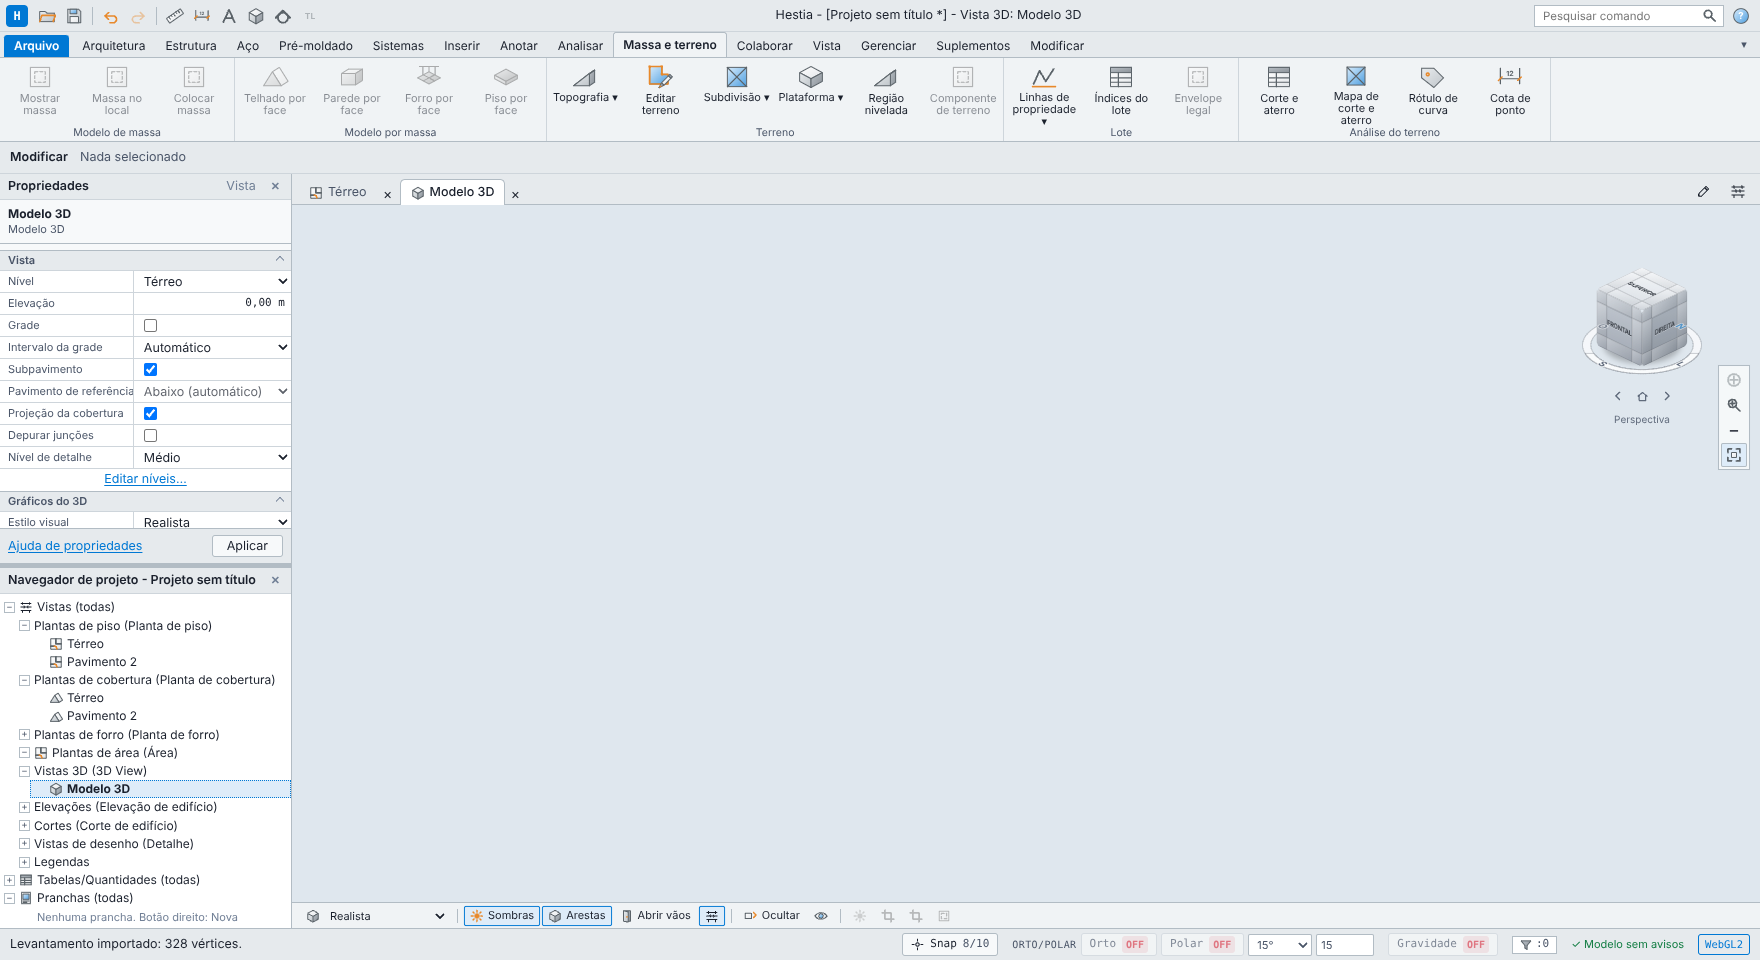 H
TL
Hestia - [Projeto sem título *] - Vista 3D: Modelo 3D
Pesquisar comando
?
Arquivo Arquitetura Estrutura Aço Pré-moldado Sistemas Inserir Anotar Analisar Massa e terreno Colaborar Vista Gerenciar Suplementos Modificar
Mostrar massa
Massa no local
Colocar massa
Modelo de massa
Telhado por face
Parede por face
Forro por face
Piso por face
Modelo por massa
Topografia ▾
Editar terreno
Subdivisão ▾
Plataforma ▾
Região nivelada
Componente de terreno
Terreno
Linhas de propriedade ▾
Índices do lote
Envelope legal
Lote
Corte e aterro
Mapa de corte e aterro
Rótulo de curva
12
Cota de ponto
Análise do terreno
Modificar Nada selecionado
Propriedades Vista ×
Modelo 3D
Modelo 3D
Vista
Nível Térreo
Elevação 0,00 m
Grade
Intervalo da grade Automático
Subpavimento
Pavimento de referência Abaixo (automático)
Projeção da cobertura
Depurar junções
Nível de detalhe Médio
Editar níveis...
Gráficos do 3D
Estilo visual Realista
Ajuda de propriedades Aplicar
Navegador de projeto - Projeto sem título ×
Vistas (todas)
Plantas de piso (Planta de piso)
Térreo
Pavimento 2
Plantas de cobertura (Planta de cobertura)
Térreo
Pavimento 2
Plantas de forro (Planta de forro)
Plantas de área (Área)
Vistas 3D (3D View)
Modelo 3D
Elevações (Elevação de edifício)
Cortes (Corte de edifício)
Vistas de desenho (Detalhe)
Legendas
Tabelas/Quantidades (todas)
Pranchas (todas)
Nenhuma prancha. Botão direito: Nova
Térreo × Modelo 3D ×
SUPERIOR
FRONTAL
DIREITA
Perspectiva
Realista Sombras Arestas Abrir vãos Ocultar
Levantamento importado: 328 vértices.
Snap 8/10 ORTO/POLAR Orto OFF Polar OFF 15° 15 Gravidade OFF :0 ✓ Modelo sem avisos WebGL2